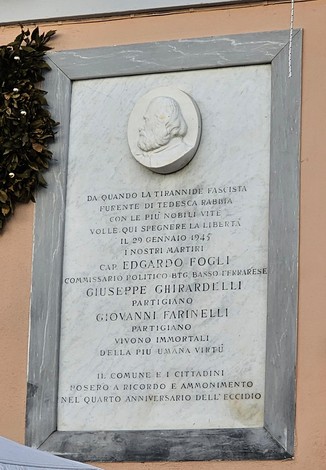 DA QUANDO LA TIRANNIDE FASCISTA
FURENTE DI TEDESCA RABBIA
CON LE PIÙ NOBILI VITE
VOLLE QUI SPEGNERE LA LIBERTÀ
IL 29 GENNAIO 1945
I NOSTRI MARTIRI
CAP. EDGARDO FOGLI
COMMISSARIO POLITICO BTG. BASSO FERRARESE
GIUSEPPE GHIRARDELLI
PARTIGIANO
GIOVANNI FARINELLI
PARTIGIANO
VIVONO IMMORTALI
DELLA PIÙ UMANA VIRTÙ
IL COMUNE E I CITTADINI
POSERO A RICORDO E AMMONIMENTO
NEL QUARTO ANNIVERSARIO DELL'ECCIDIO